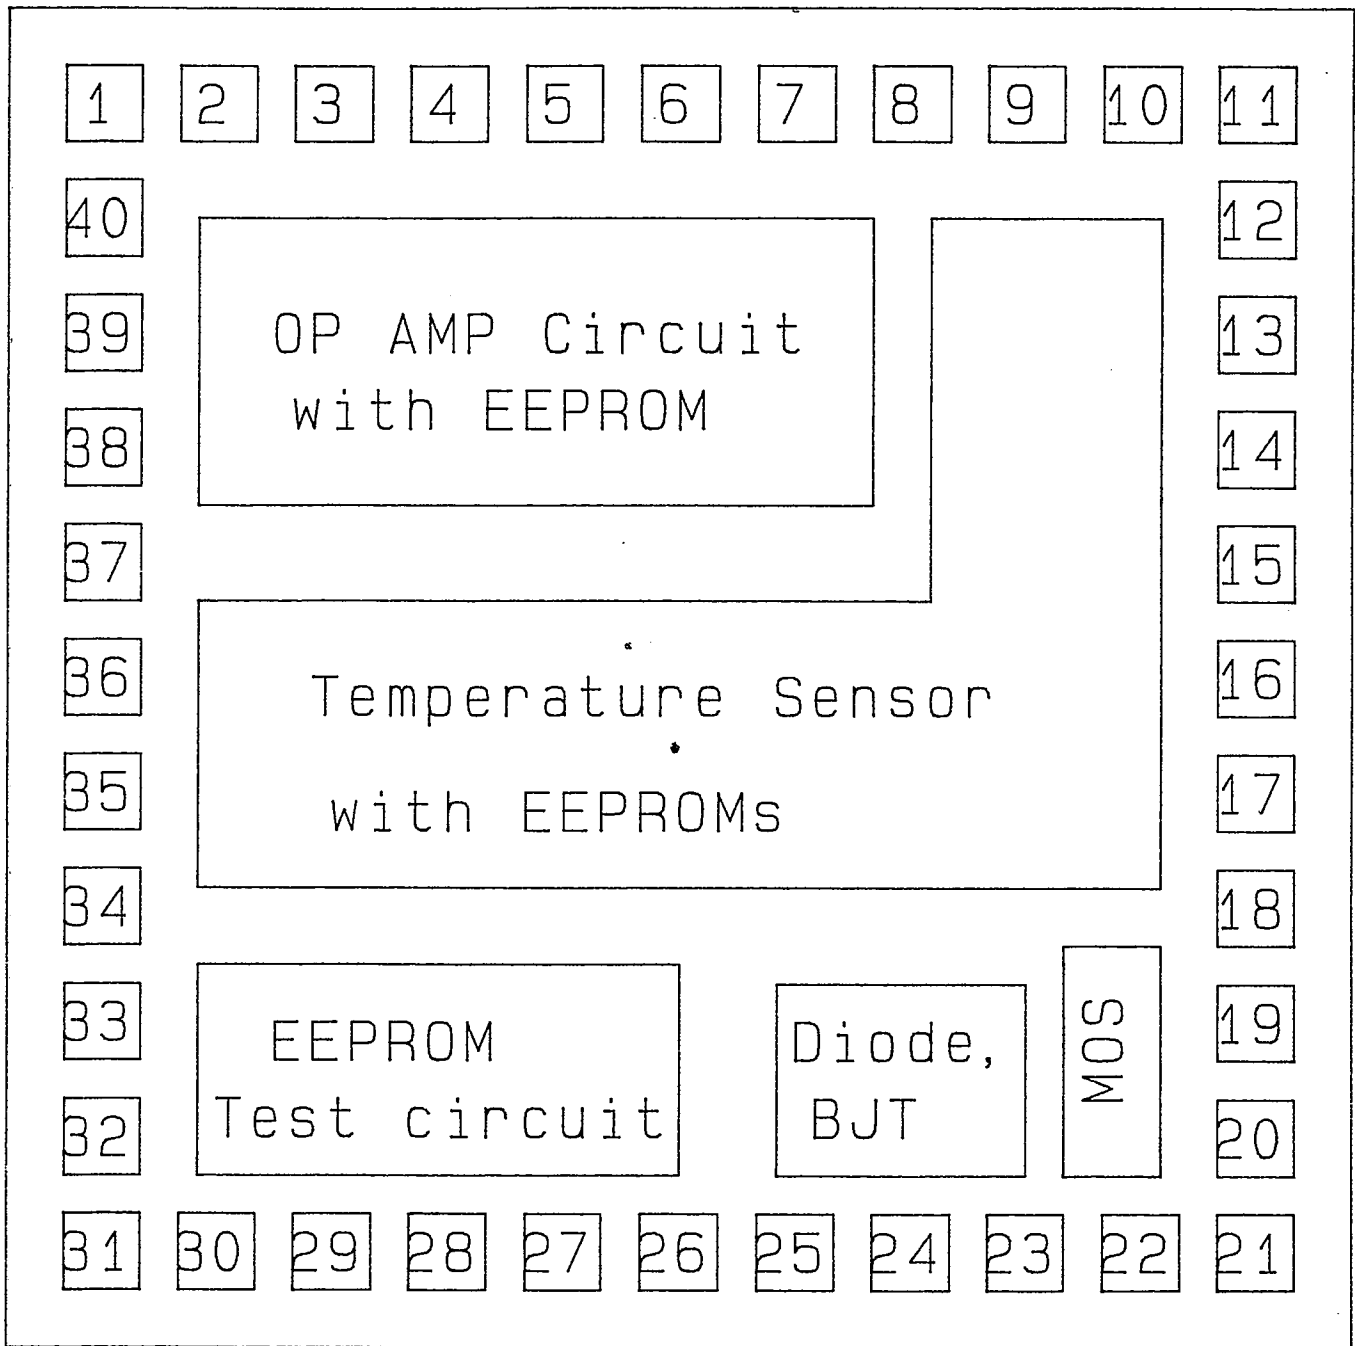 1 2 3 4 5 6 7 8 9 10 11
40 12
OP AMP Circuit
39 13
with EEPROM
38 14
37 15
Temperature Sensor
36 16
with EEPROMs
35 17
34 18
EEPROM
Test circuit
Diode,
BJT
MOS
33 19
32 20
31 30 29 28 27 26 25 24 23 22 21